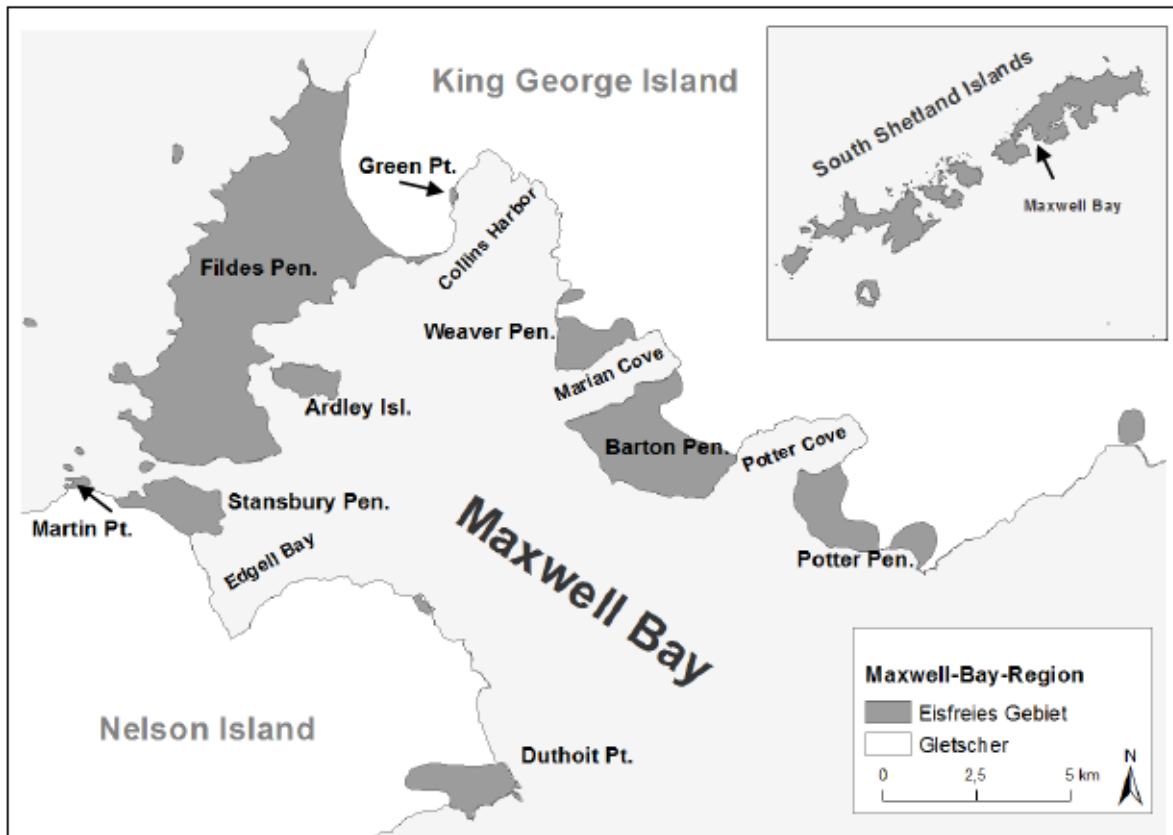 King George Island
South Shetland Islands
Maxwell Bay
Green Pt.
Collins Harbor
Fildes Pen.
Weaver Pen.
Marian Cove
Ardley Isl.
Barton Pen.
Potter Cove
Stansbury Pen.
Martin Pt.
Edgell Bay
Maxwell Bay
Potter Pen.
Nelson Island
Duthoit Pt.
Maxwell-Bay-Region
Eisfreies Gebiet
Gletscher
N
0 2,5 5 km